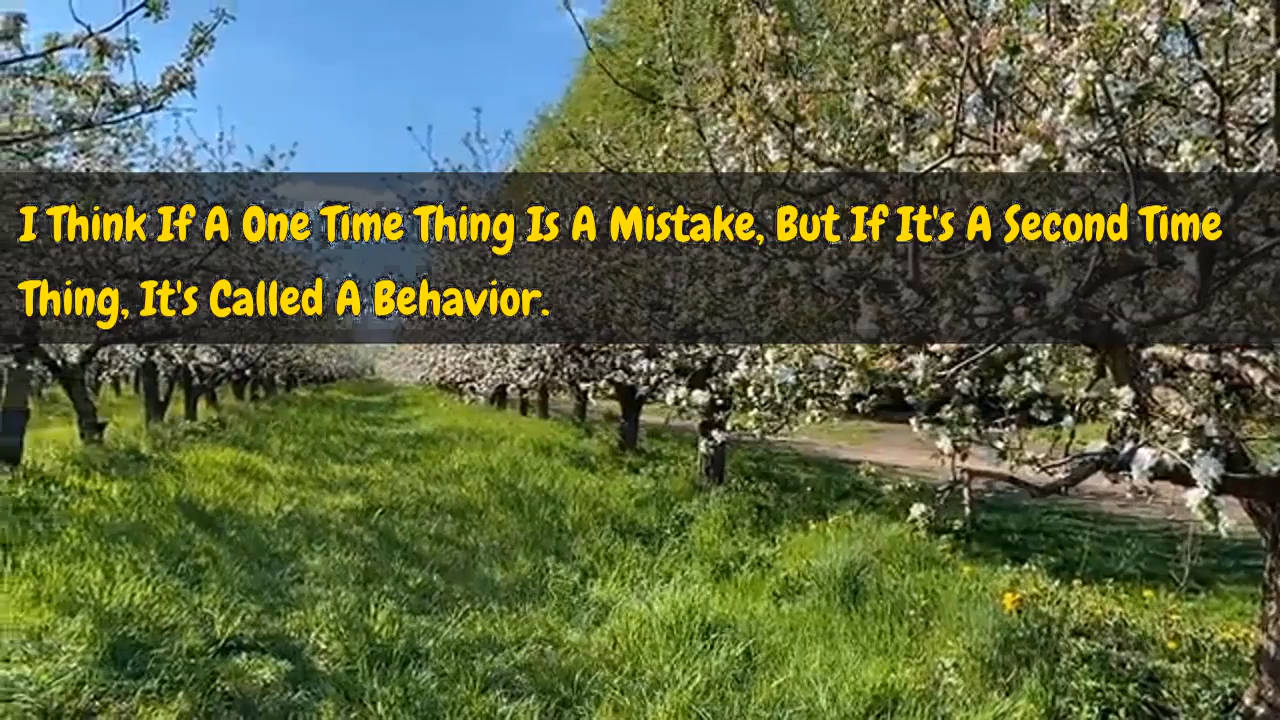 I Think If A One Time Thing Is A Mistake, But If It's A Second Time
Thing, It's Called A Behavior.